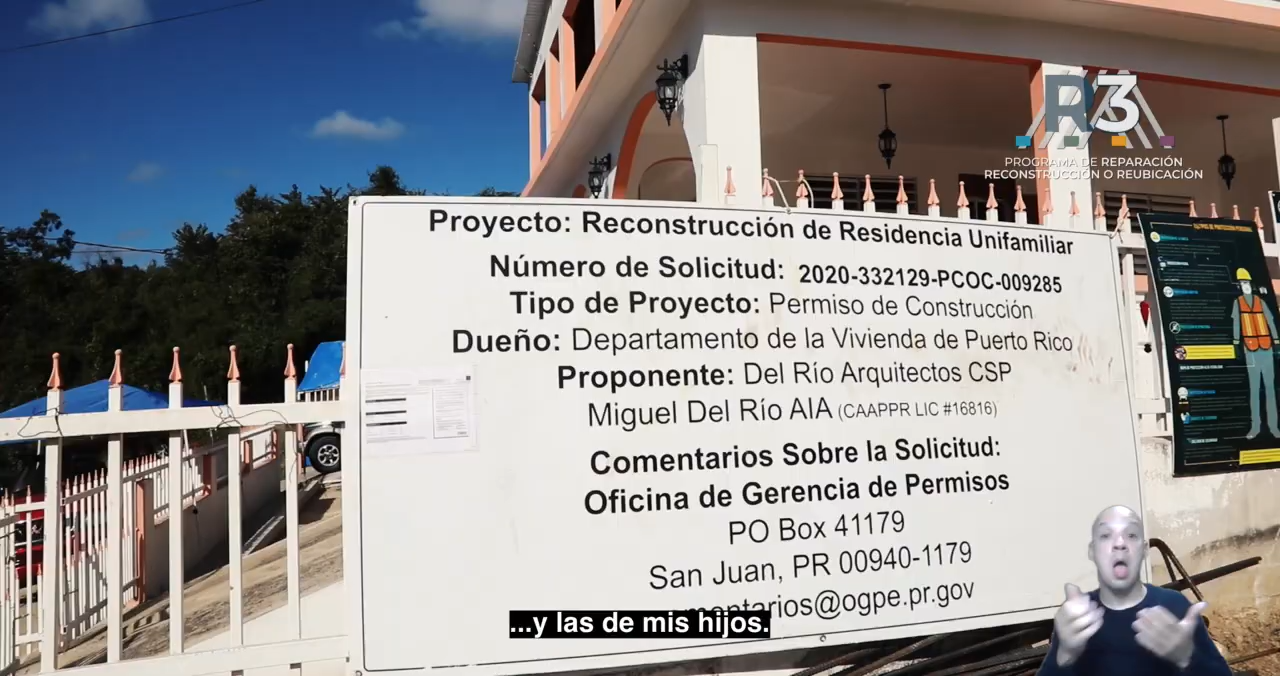 R3
PROGRAMA DE REPARACIÓN
RECONSTRUCCIÓN O REUBICACIÓN
Proyecto: Reconstrucción de Residencia Unifamiliar
Número de Solicitud: 2020-332129-PCOC-009285
Tipo de Proyecto: Permiso de Construcción
Dueño: Departamento de la Vivienda de Puerto Rico
Proponente: Del Río Arquitectos CSP
Miguel Del Río AIA (CAAPPR LIC #16816)
Comentarios Sobre la Solicitud:
Oficina de Gerencia de Permisos
PO Box 41179
San Juan, PR 00940-1179
@ogpe.pr.gov
...y las de mis hijos.